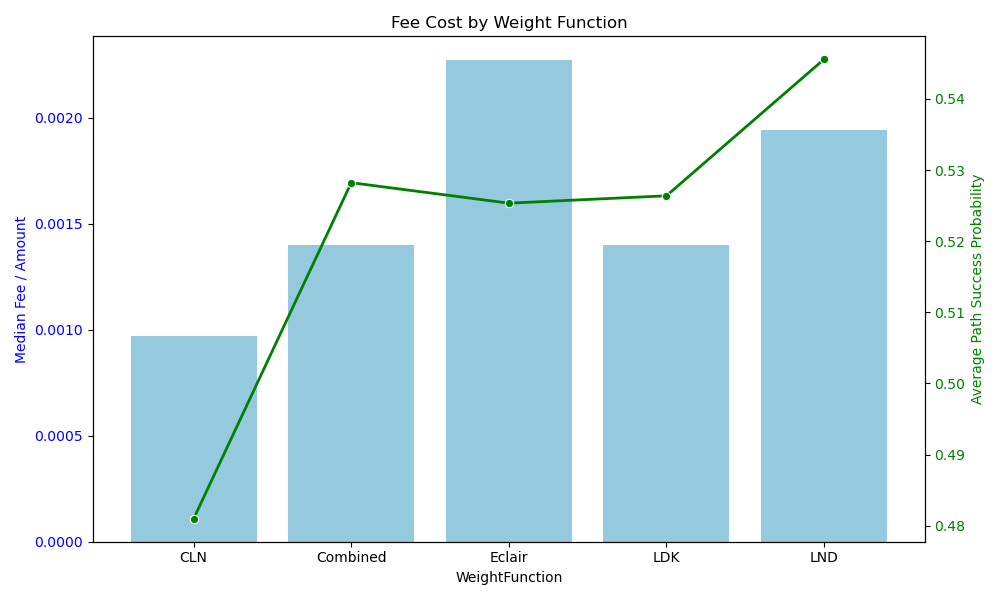 Fee Cost by Weight Function
Median Fee / Amount
0.0020
0.0015
0.0010
0.0005
0.0000
0.54
0.53
0.52
0.51
0.50
0.49
0.48
Average Path Success Probability
CLN
Combined
Eclair
LDK
LND
WeightFunction